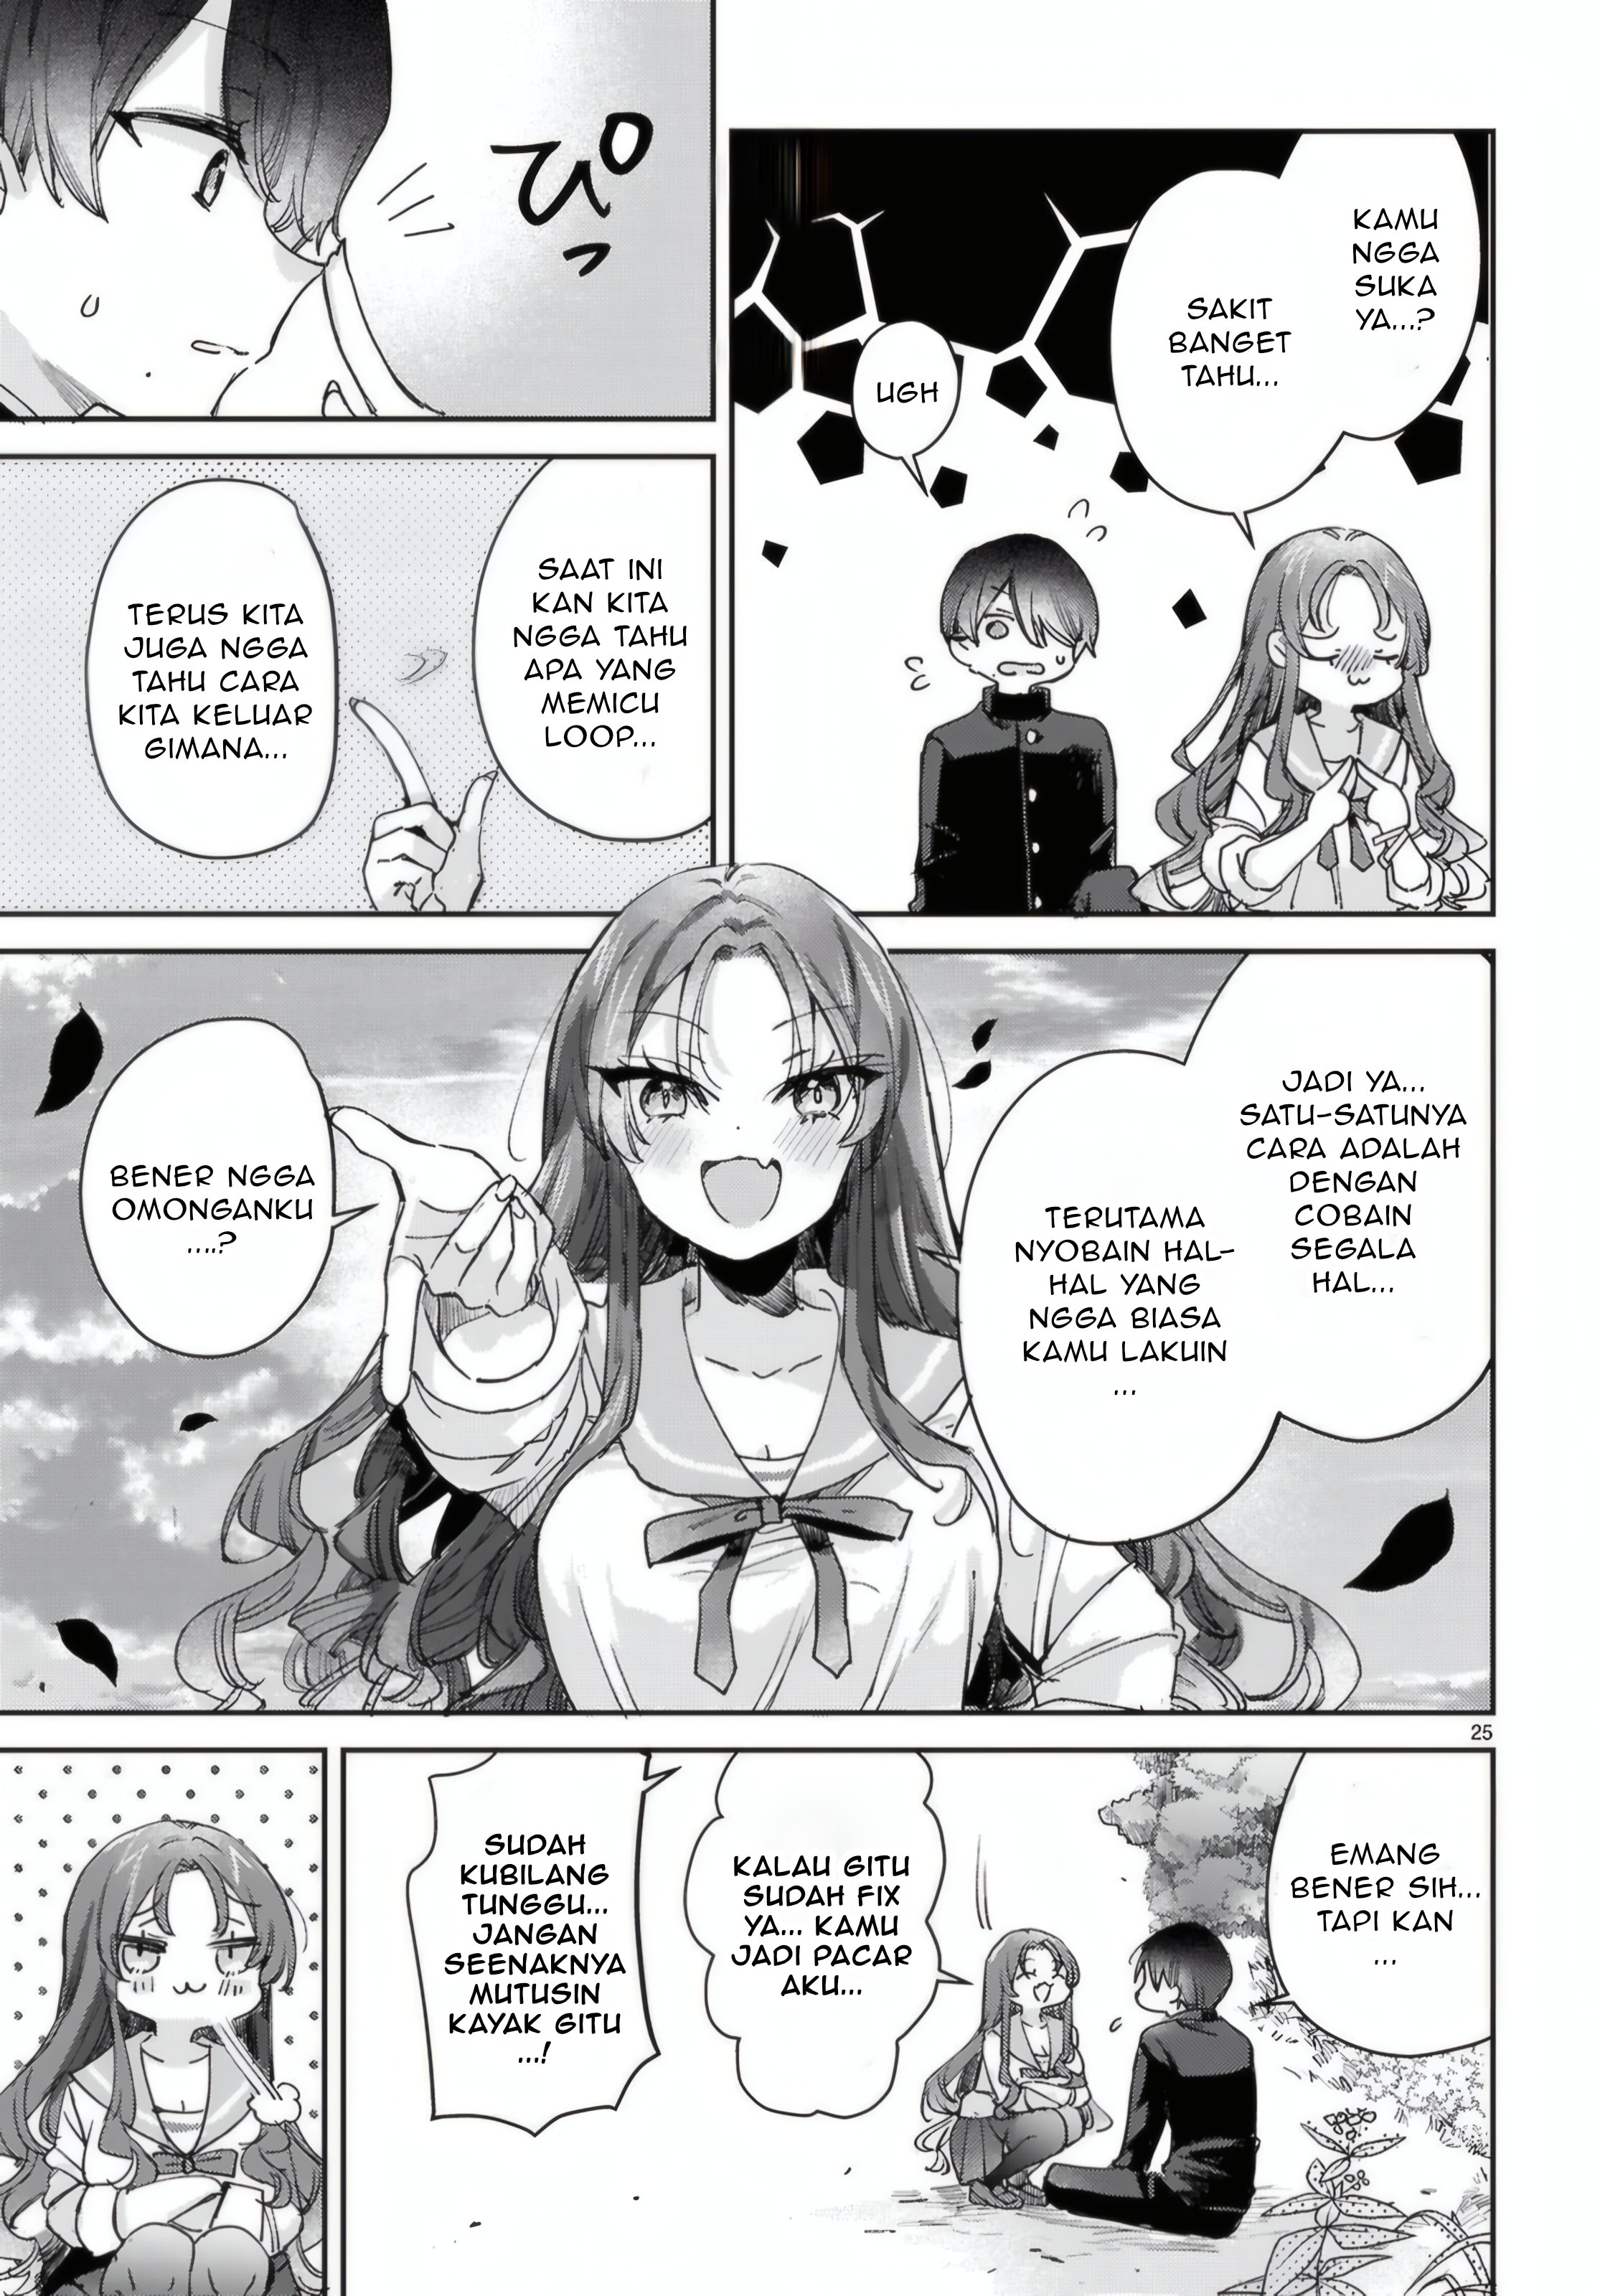 KAMU
NGGA
SUKA
YA...?
SAKIT
BANGET
TAHU...
UGH
ぴっ
SAAT INI
KAN KITA
NGGA TAHU
APA YANG
MEMICU
LOOP...
TERUS KITA
JUGA NGGA
TAHU CARA
KITA KELUAR
GIMANA...
JADI YA...
SATU-SATUNYA
CARA ADALAH
DENGAN
COBAIN
SEGALA
HAL...
TERUTAMA
NYOBAIN HAL-
HAL YANG
NGGA BIASA
KAMU LAKUIN
...
BENER NGGA
OMONGANKU
....?
25
EMANG
BENER SIH...
TAPI KAN
...
KALAU GITU
SUDAH FIX
YA... KAMU
JADI PACAR
AKU...
SUDAH
KUBILANG
TUNGGU...
JANGAN
SEENAKNYA
MUTUSIN
KAYAK GITU
...!